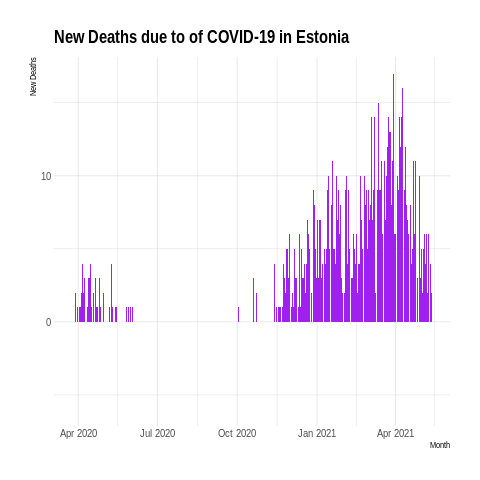 New Deaths due to of COVID-19 in Estonia
New Deaths
10
0
Apr 2020 Jul 2020 Oct 2020 Jan 2021 Apr 2021
Month